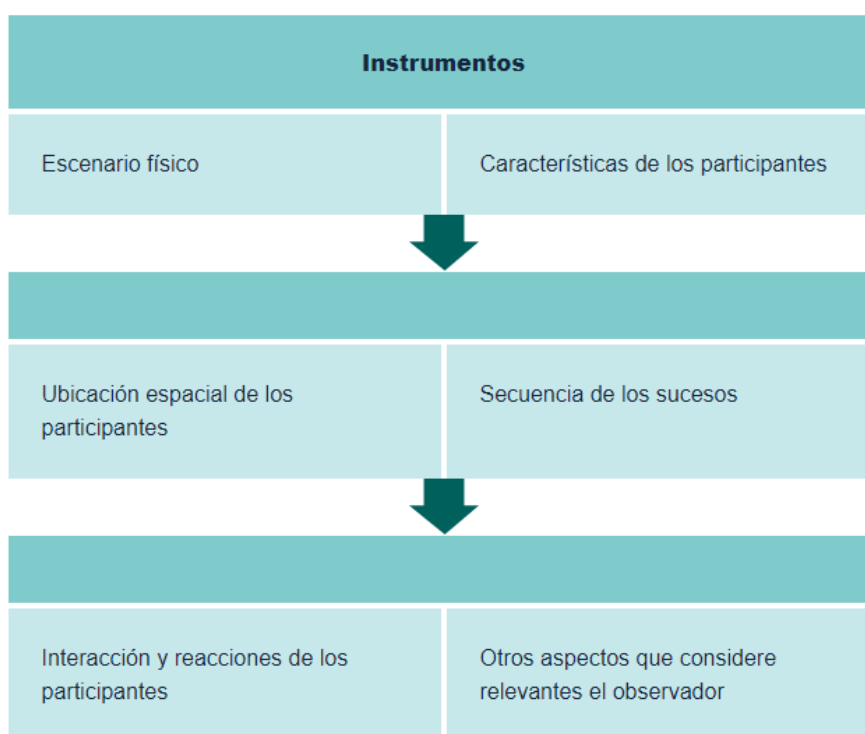 Instrumentos
Escenario físico
Características de los participantes
Ubicación espacial de los
participantes
Secuencia de los sucesos
Interacción y reacciones de los
participantes
Otros aspectos que considere
relevantes el observador